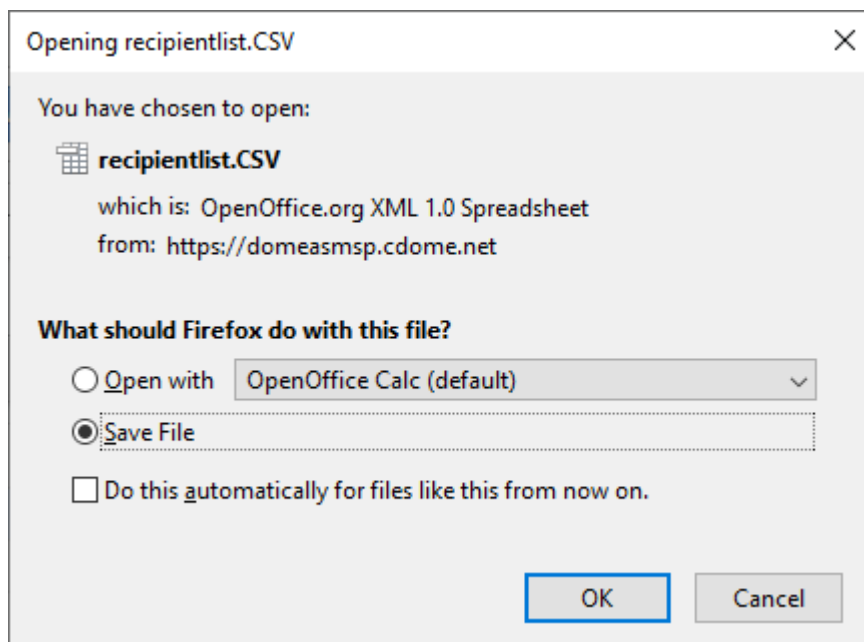 Opening recipientlist.CSV
You have chosen to open:
recipientlist.CSV
which is: OpenOffice.org XML 1.0 Spreadsheet
from: https://domeasmsp.cdome.net
What should Firefox do with this file?
Open with OpenOffice Calc (default)
Save File
Do this automatically for files like this from now on.
OK Cancel